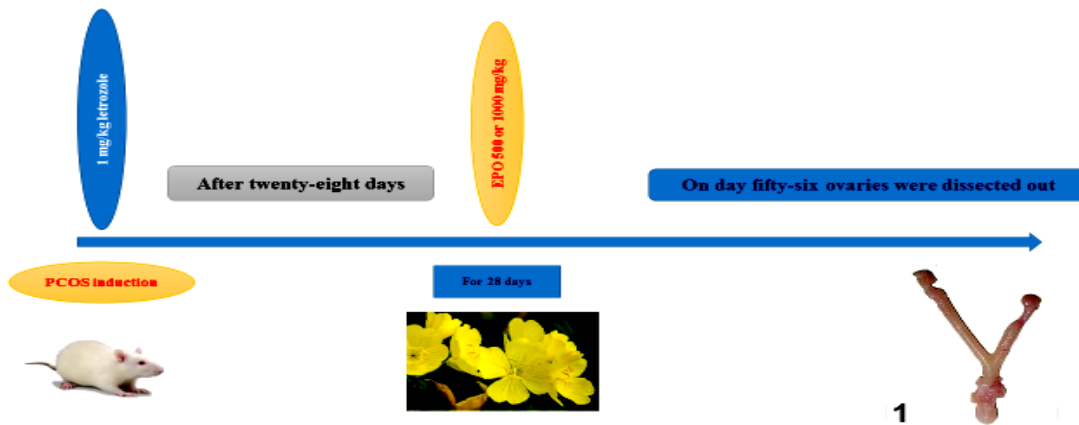 1 mg/kg letrozole
After twenty-eight days
EPO 500 or 1000 mg/kg
On day fifty-six ovaries were dissected out
PCOS induction
For 28 days
1